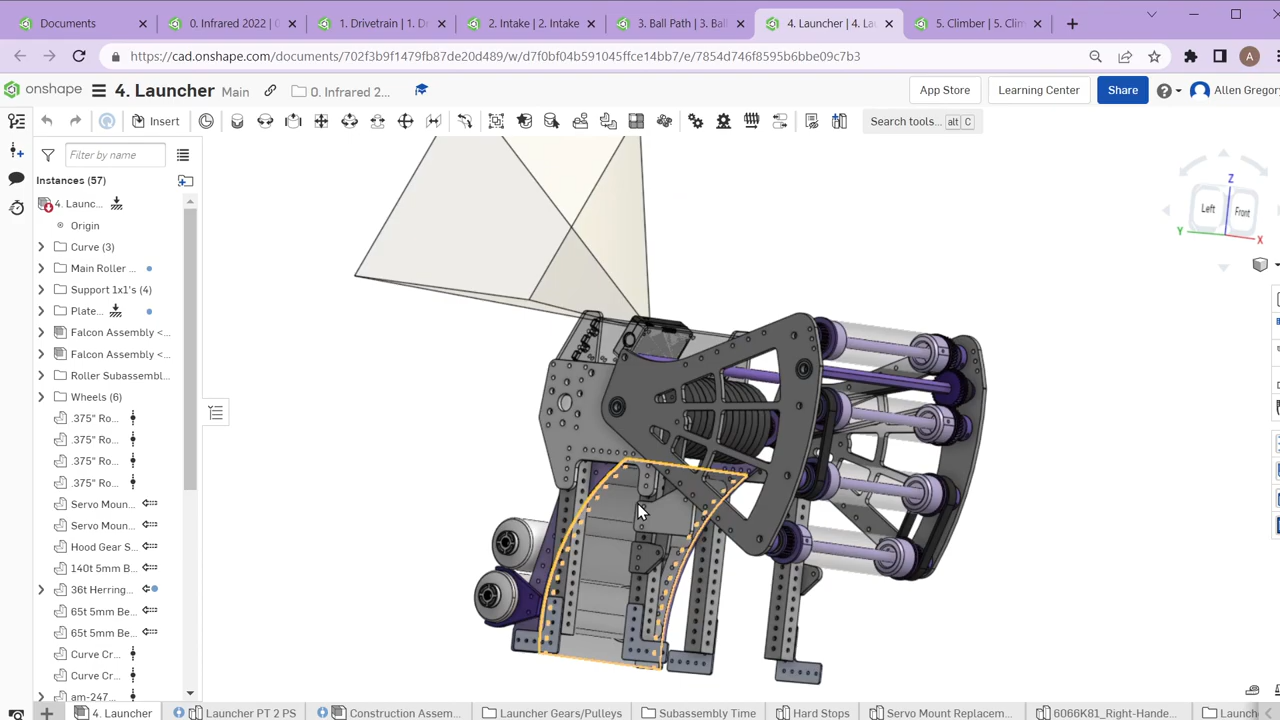 Documents
0. Infrared 2022 |
1. Drivetrain | 1. D
2. Intake | 2. Intake
3. Ball Path | 3. Ball
4. Launcher | 4. Lau
5. Climber | 5. Clim
https://cad.onshape.com/documents/702f3b9f1479fb87de20d489/w/d7f0bf04b591045ffce14bb7/e/7854d746f8595b6bbe09c7b3
A
onshape
4. Launcher Main
0. Infrared 2...
App Store
Learning Center
Share
Allen Gregory
Insert
Search tools... alt C
Filter by name
Instances (57)
4. Launc...
Origin
Curve (3)
Main Roller ...
Support 1x1's (4)
Plate...
Falcon Assembly <...
Falcon Assembly <...
Roller Subassembl...
Wheels (6)
.375" Ro...
.375" Ro...
.375" Ro...
.375" Ro...
Servo Moun...
Servo Moun...
Hood Gear S...
140t 5mm B...
36t Herring...
65t 5mm Be...
65t 5mm Be...
Curve Cr...
Curve Cr...
am-247...
Z
Left
Front
Y
X
4. Launcher
Launcher PT 2 PS
Construction Assem...
Launcher Gears/Pulleys
Subassembly Time
Hard Stops
Servo Mount Replacemen...
6066K81_Right-Hande...
Launch